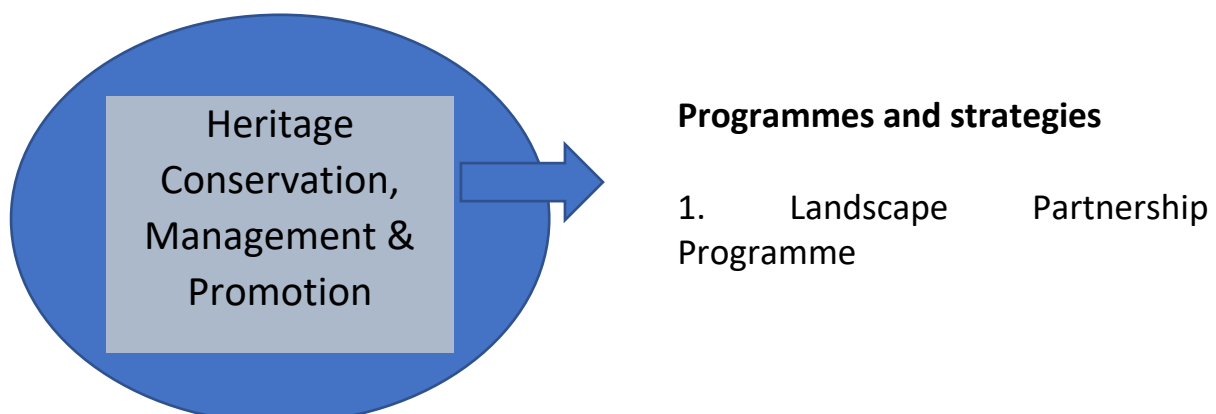 Heritage
Conservation,
Management &
Promotion
Programmes and strategies
1. Landscape Partnership
Programme